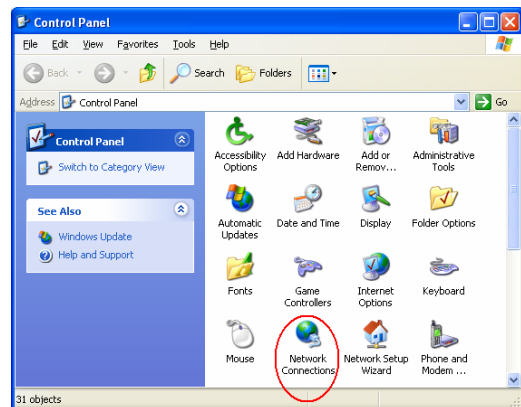 Control Panel
File Edit View Favorites Tools Help
Back Search Folders
Address Control Panel Go
Control Panel
Switch to Category View
See Also
Windows Update
Help and Support
Accessibility Options
Add Hardware
Add or Remov...
Administrative Tools
Automatic Updates
Date and Time
Display
Folder Options
Fonts
Game Controllers
Internet Options
Keyboard
Mouse
Network Connections
Network Setup Wizard
Phone and Modem ...
31 objects